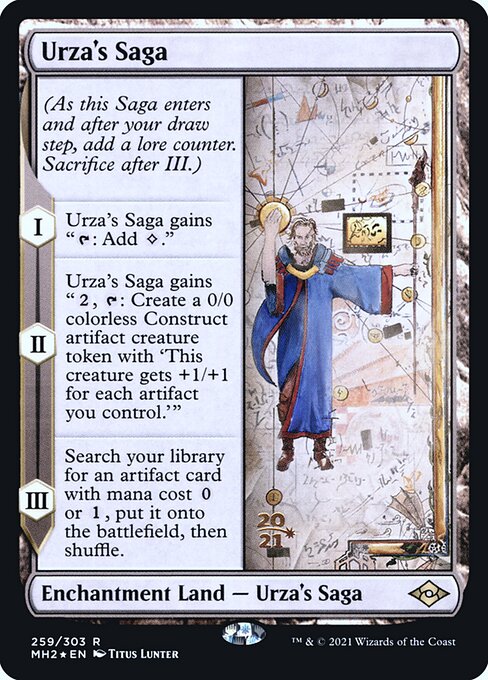 Urza's Saga
(As this Saga enters
and after your draw
step, add a lore counter.
Sacrifice after III.)
I
Urza's Saga gains
“: Add .”
II
Urza's Saga gains
“2, : Create a 0/0
colorless Construct
artifact creature
token with ‘This
creature gets +1/+1
for each artifact
you control.’”
III
Search your library
for an artifact card
with mana cost 0
or 1, put it onto
the battlefield, then
shuffle.
20
21
Enchantment Land — Urza's Saga
259/303 R
MH2 EN Titus Lunter
™ & © 2021 Wizards of the Coast